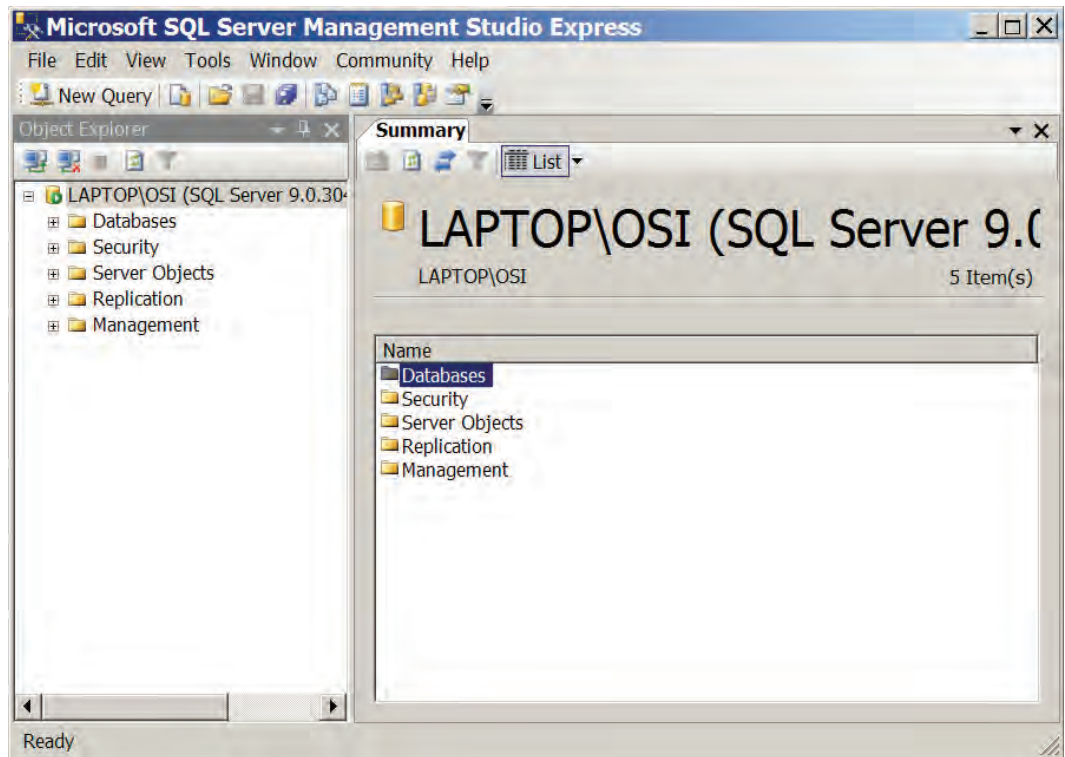 Microsoft SQL Server Management Studio Express
File Edit View Tools Window Community Help
New Query
Object Explorer
LAPTOP\OSI (SQL Server 9.0.304
Databases
Security
Server Objects
Replication
Management
Summary
List
LAPTOP\OSI (SQL Server 9.0
LAPTOP\OSI 5 Item(s)
Name
Databases
Security
Server Objects
Replication
Management
Ready